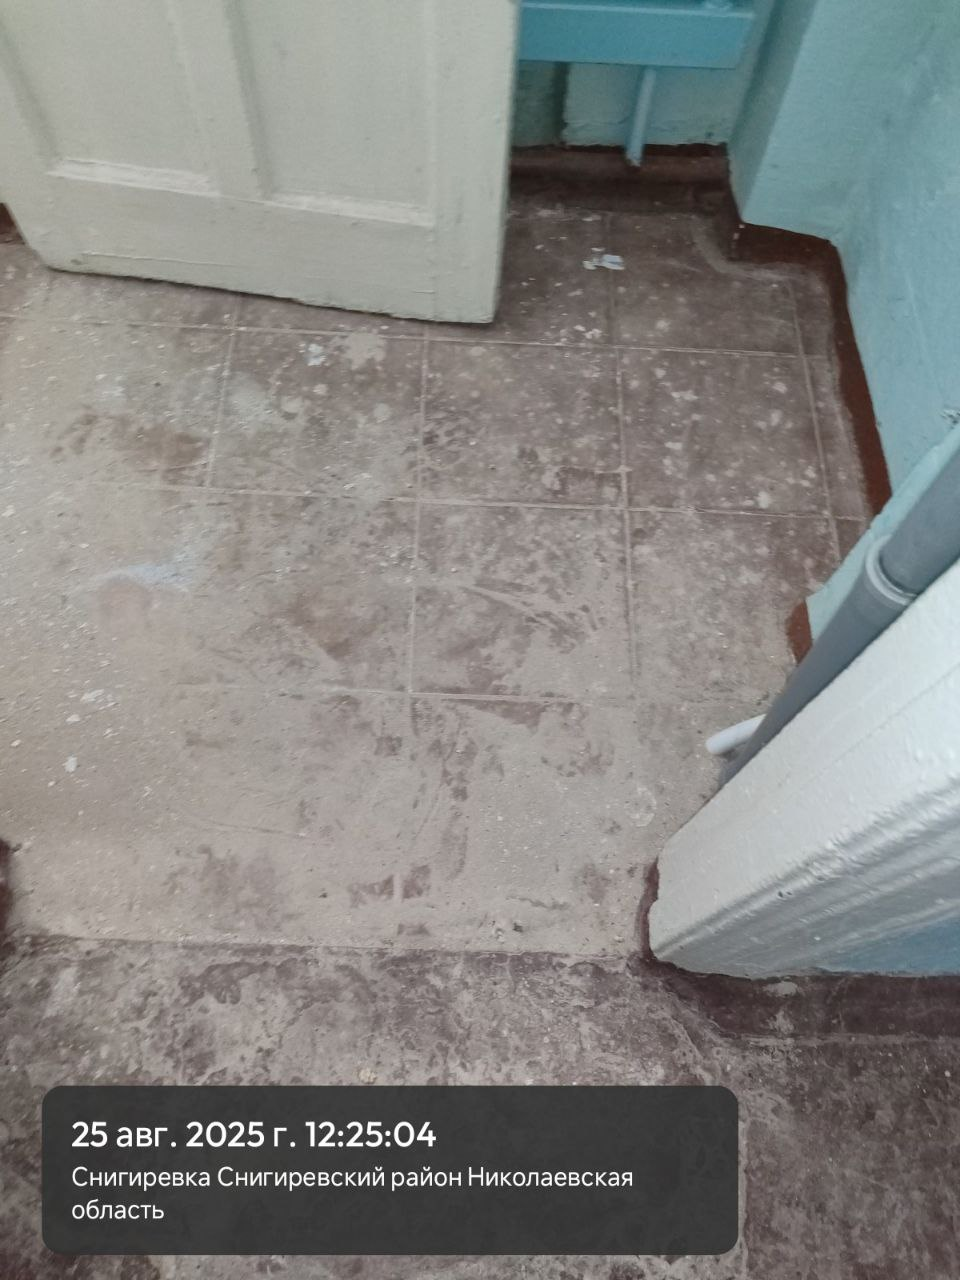 25 авг. 2025 г. 12:25:04
Снигиревка Снигиревский район Николаевская
область